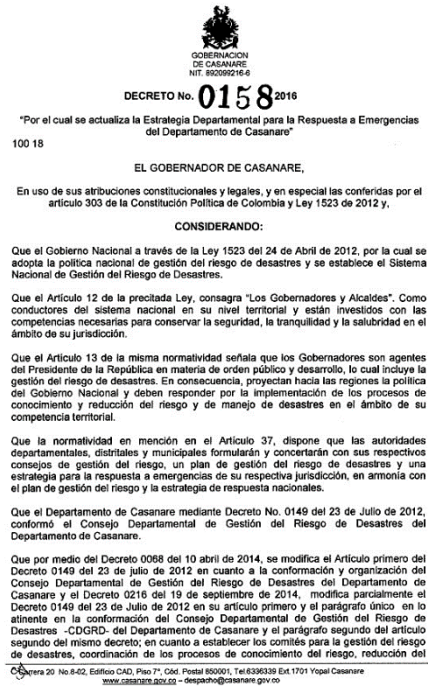 GOBERNACION
DE CASANARE
NIT. 892099216-6
DECRETO No. 0158 2016
"Por el cual se actualiza la Estrategia Departamental para la Respuesta a Emergencias
del Departamento de Casanare"
100 18
EL GOBERNADOR DE CASANARE,
En uso de sus atribuciones constitucionales y legales, y en especial las conferidas por el
artículo 303 de la Constitución Política de Colombia y Ley 1523 de 2012 y,
CONSIDERANDO:
Que el Gobierno Nacional a través de la Ley 1523 del 24 de Abril de 2012, por la cual se
adopta la política nacional de gestión del riesgo de desastres y se establece el Sistema
Nacional de Gestión del Riesgo de Desastres.
Que el Artículo 12 de la precitada Ley, consagra "Los Gobernadores y Alcaldes". Como
conductores del sistema nacional en su nivel territorial y están investidos con las
competencias necesarias para conservar la seguridad, la tranquilidad y la salubridad en el
ámbito de su jurisdicción.
Que el Artículo 13 de la misma normatividad señala que los Gobernadores son agentes
del Presidente de la República en materia de orden público y desarrollo, lo cual incluye la
gestión del riesgo de desastres. En consecuencia, proyectan hacia las regiones la política
del Gobierno Nacional y deben responder por la implementación de los procesos de
conocimiento y reducción del riesgo y de manejo de desastres en el ámbito de su
competencia territorial.
Que la normatividad en mención en el Artículo 37, dispone que las autoridades
departamentales, distritales y municipales formularán y concertarán con sus respectivos
consejos de gestión del riesgo, un plan de gestión del riesgo de desastres y una
estrategia para la respuesta a emergencias de su respectiva jurisdicción, en armonía con
el plan de gestión del riesgo y la estrategia de respuesta nacionales.
Que el Departamento de Casanare mediante Decreto No. 0149 del 23 de Julio de 2012,
conformó el Consejo Departamental de Gestión del Riesgo de Desastres del
Departamento de Casanare.
Que por medio del Decreto 0068 del 10 abril de 2014, se modifica el Artículo primero del
Decreto 0149 del 23 de julio de 2012 en cuanto a la conformación y organización del
Consejo Departamental de Gestión del Riesgo de Desastres del Departamento de
Casanare y el Decreto 0216 del 19 de septiembre de 2014, modifica parcialmente el
Decreto 0149 del 23 de Julio de 2012 en su artículo primero y el parágrafo único en lo
atinente en la conformación del Consejo Departamental de Gestión del Riesgo de
Desastres -CDGRD- del Departamento de Casanare y el parágrafo segundo del artículo
segundo del mismo decreto; en cuanto a establecer los comités para la gestión del riesgo
de desastres, coordinación de los procesos de conocimiento del riesgo, reducción del
Carrera 20 No.8-02, Edificio CAD, Piso 7°, Cód. Postal 850001, Tel.6336339 Ext.1701 Yopal Casanare
www.casanare.gov.co – despacho@casanare.gov.co